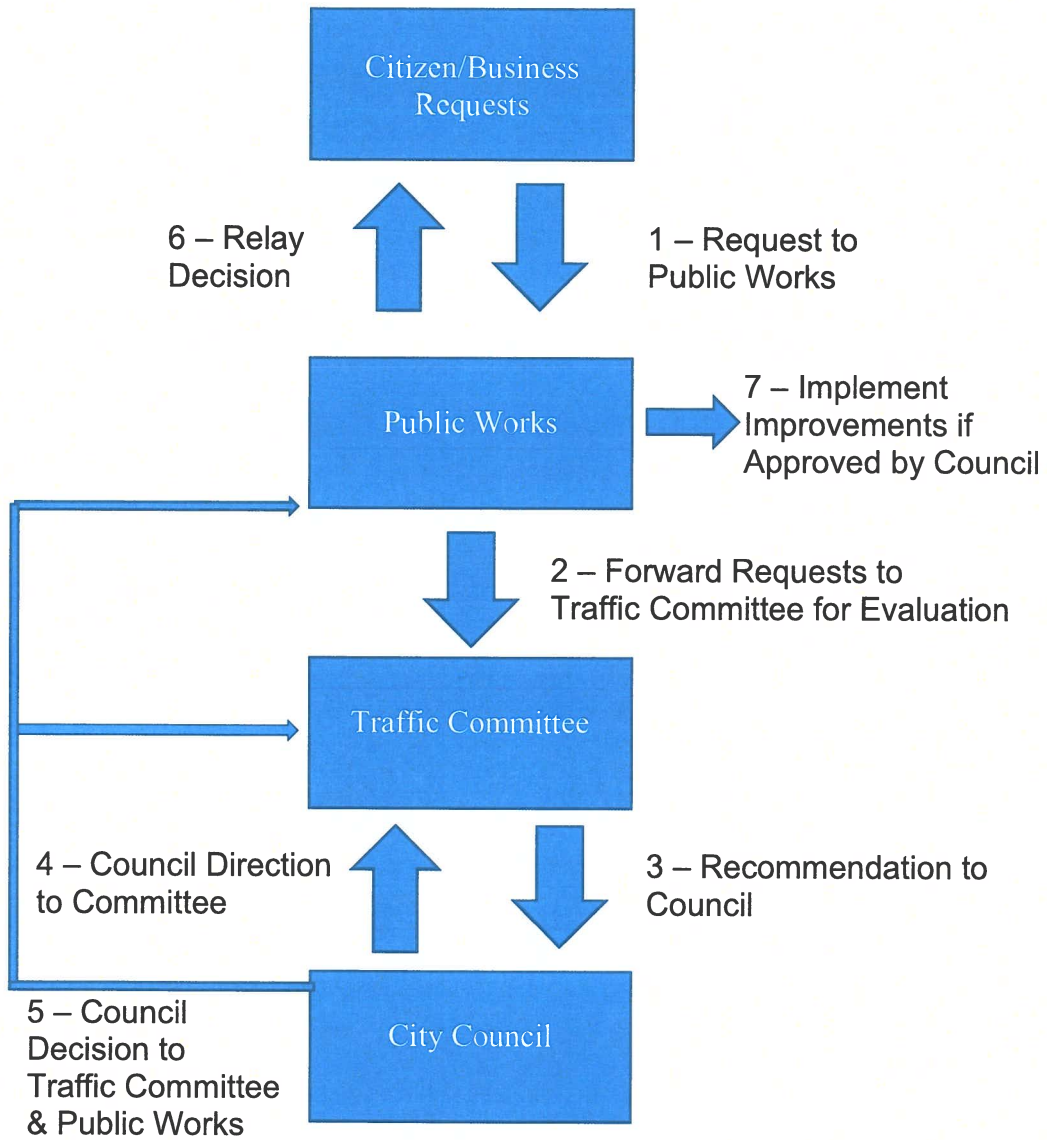 Citizen/Business
Requests
6 – Relay
Decision
1 – Request to
Public Works
Public Works
7 – Implement
Improvements if
Approved by Council
2 – Forward Requests to
Traffic Committee for Evaluation
Traffic Committee
4 – Council Direction
to Committee
3 – Recommendation to
Council
City Council
5 – Council
Decision to
Traffic Committee
& Public Works